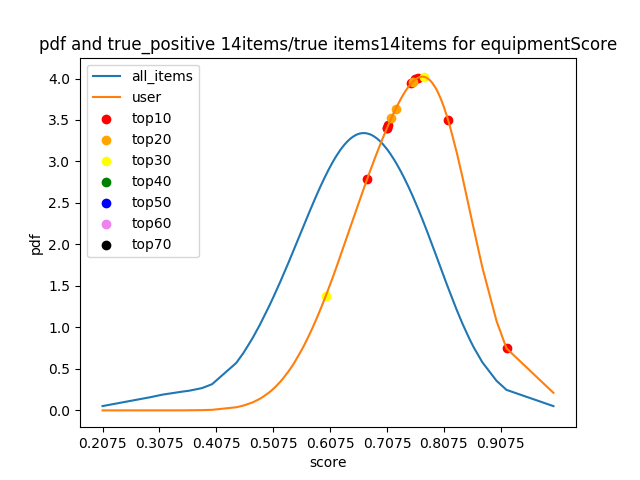 pdf and true_positive 14items/true items14items for equipmentScore
all_items
user
top10
top20
top30
top40
top50
top60
top70
4.0
3.5
3.0
2.5
2.0
1.5
1.0
0.5
0.0
pdf
0.2075 0.3075 0.4075 0.5075 0.6075 0.7075 0.8075 0.9075
score